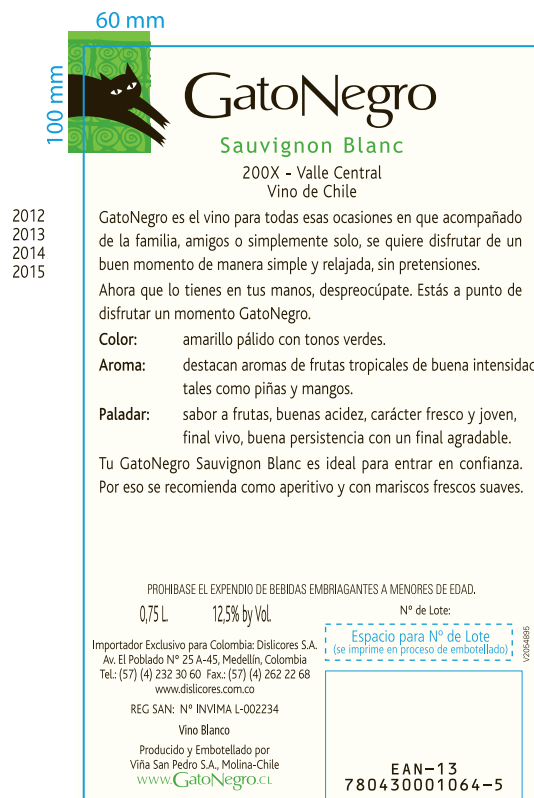 60 mm
100 mm
GatoNegro
Sauvignon Blanc
200X - Valle Central
Vino de Chile
2012
2013
2014
2015
GatoNegro es el vino para todas esas ocasiones en que acompañado
de la familia, amigos o simplemente solo, se quiere disfrutar de un
buen momento de manera simple y relajada, sin pretensiones.
Ahora que lo tienes en tus manos, despreocúpate. Estás a punto de
disfrutar un momento GatoNegro.
Color: amarillo pálido con tonos verdes.
Aroma: destacan aromas de frutas tropicales de buena intensidad
tales como piñas y mangos.
Paladar: sabor a frutas, buenas acidez, carácter fresco y joven,
final vivo, buena persistencia con un final agradable.
Tu GatoNegro Sauvignon Blanc es ideal para entrar en confianza.
Por eso se recomienda como aperitivo y con mariscos frescos suaves.
PROHIBASE EL EXPENDIO DE BEBIDAS EMBRIAGANTES A MENORES DE EDAD.
0,75 L. 12,5% by Vol.
Nº de Lote:
Espacio para Nº de Lote
(se imprime en proceso de embotellado)
V2054895
Importador Exclusivo para Colombia: Dislicores S.A.
Av. El Poblado Nº 25 A-45, Medellín, Colombia
Tel.: (57) (4) 232 30 60 Fax.: (57) (4) 262 22 68
www.dislicores.com.co
REG SAN: Nº INVIMA L-002234
Vino Blanco
Producido y Embotellado por
Viña San Pedro S.A., Molina-Chile
www.GatoNegro.CL
EAN-13
780430001064-5